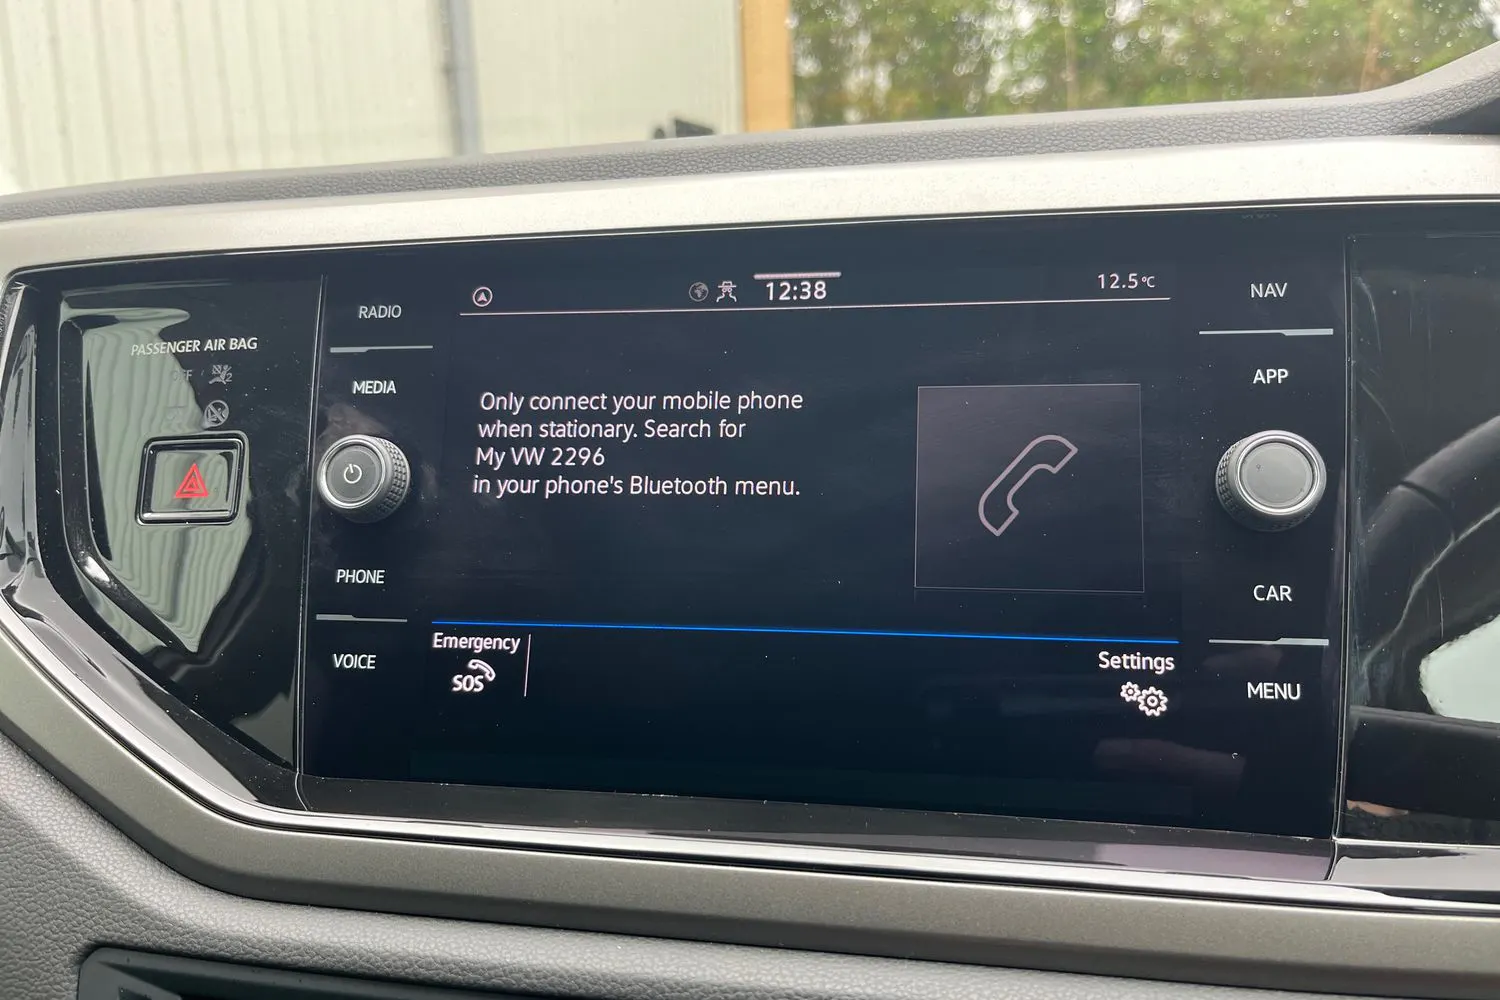 PASSENGER AIR BAG
RADIO
MEDIA
PHONE
VOICE
12:38
12.5°C
Only connect your mobile phone
when stationary. Search for
My VW 2296
in your phone's Bluetooth menu.
Emergency
SOS
Settings
NAV
APP
CAR
MENU